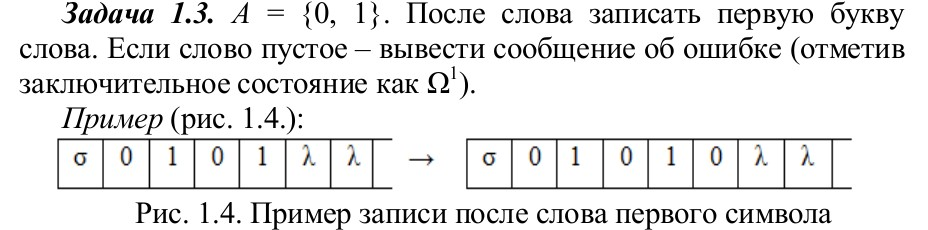 Задача 1.3. A = {0, 1}. После слова записать первую букву
слова. Если слово пустое – вывести сообщение об ошибке (отметив
заключительное состояние как Ω¹).
Пример (рис. 1.4.):
σ 0 1 0 1 λ λ → σ 0 1 0 1 0 λ λ
Рис. 1.4. Пример записи после слова первого символа